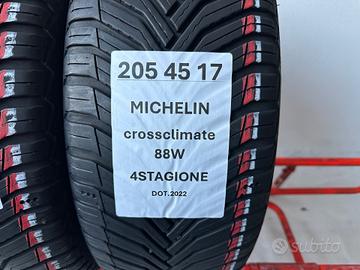 205 45 17
MICHELIN
crossclimate
88W
4STAGIONE
DOT.2022
subito